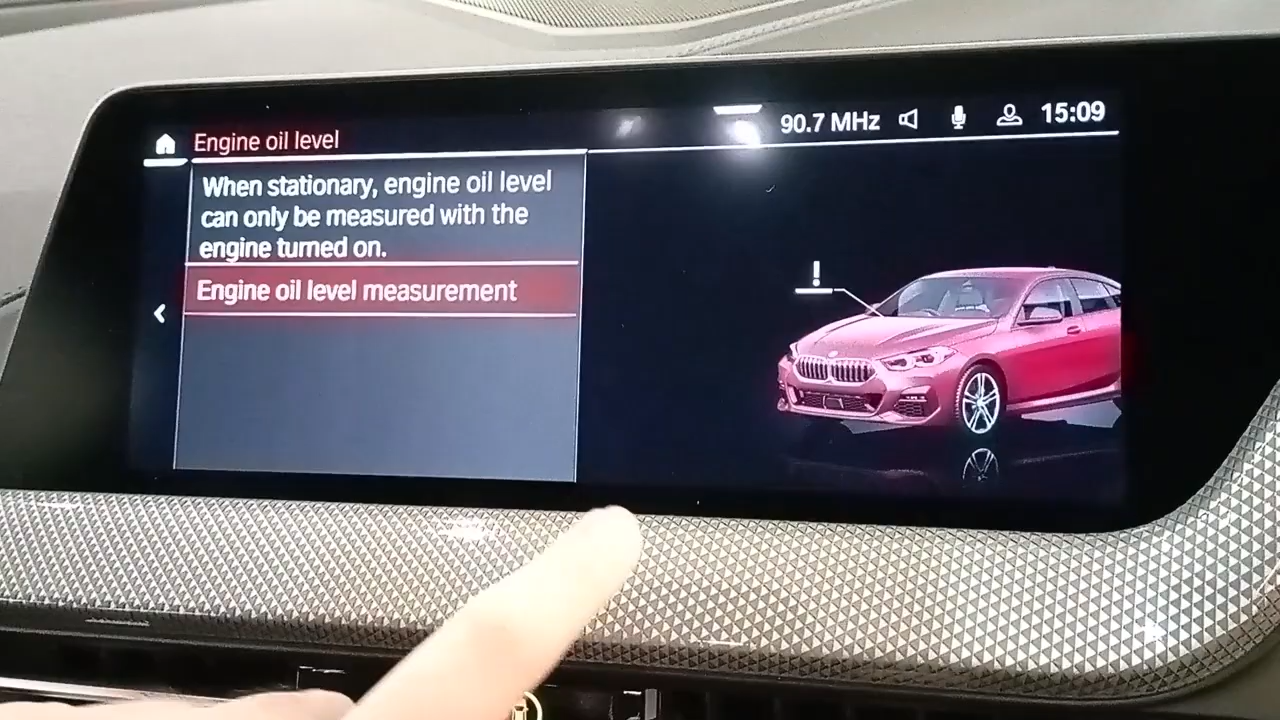 Engine oil level
90.7 MHz
15:09
When stationary, engine oil level
can only be measured with the
engine turned on.
Engine oil level measurement